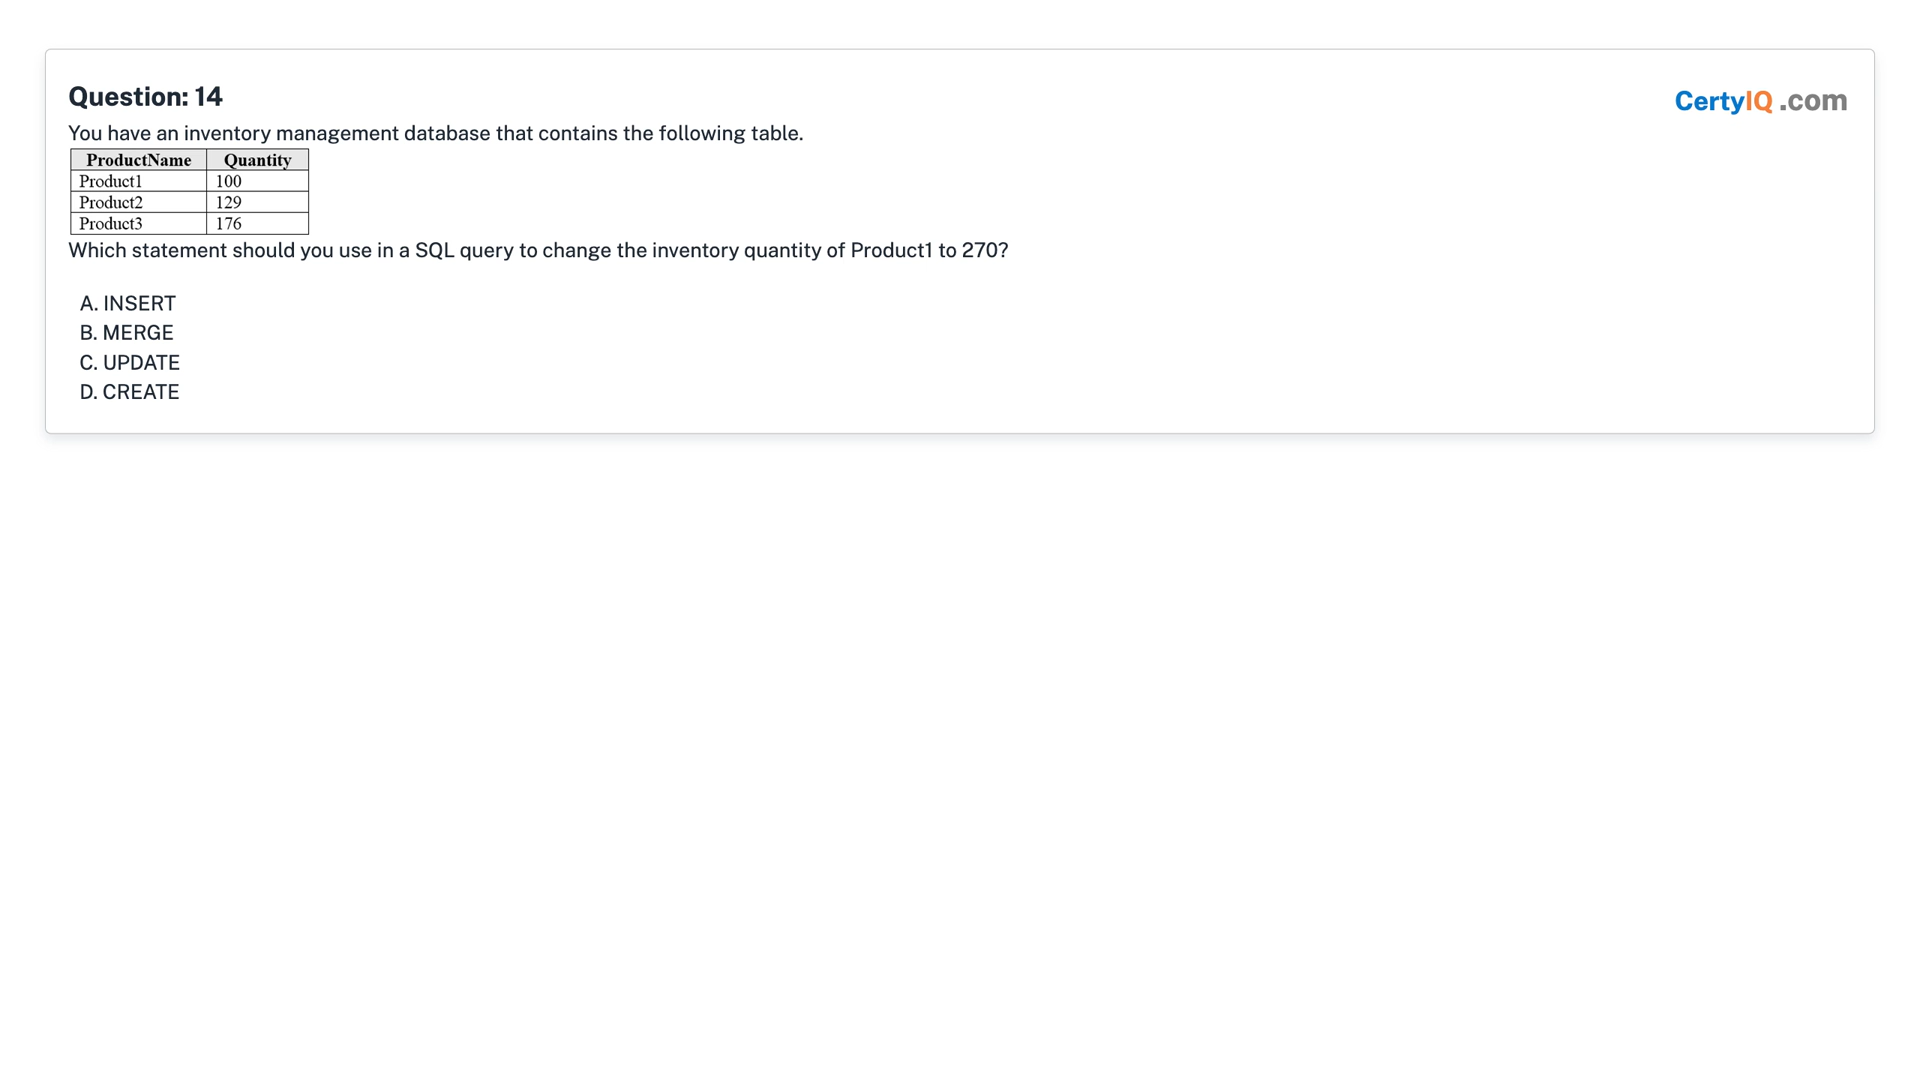 Question: 14
CertyIQ .com
You have an inventory management database that contains the following table.
ProductName Quantity
Product1 100
Product2 129
Product3 176
Which statement should you use in a SQL query to change the inventory quantity of Product1 to 270?
A. INSERT
B. MERGE
C. UPDATE
D. CREATE